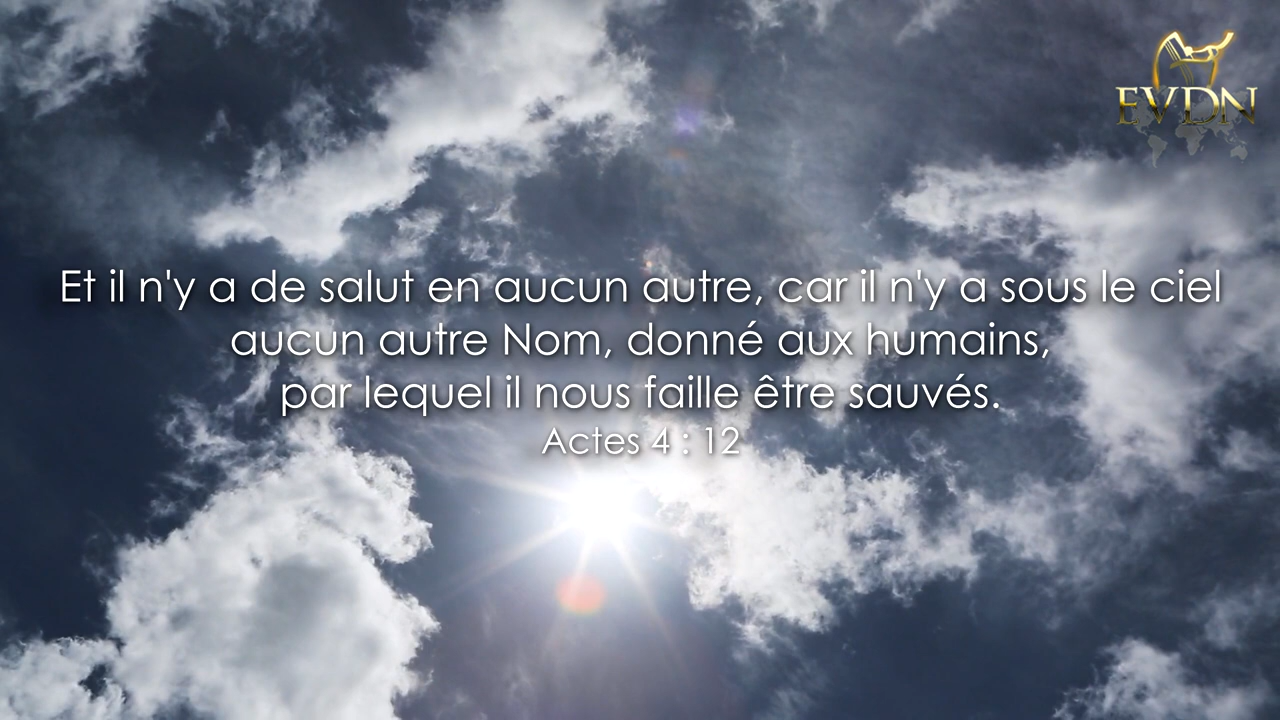 EVDN
Et il n'y a de salut en aucun autre, car il n'y a sous le ciel
aucun autre Nom, donné aux humains,
par lequel il nous faille être sauvés.
Actes 4 : 12